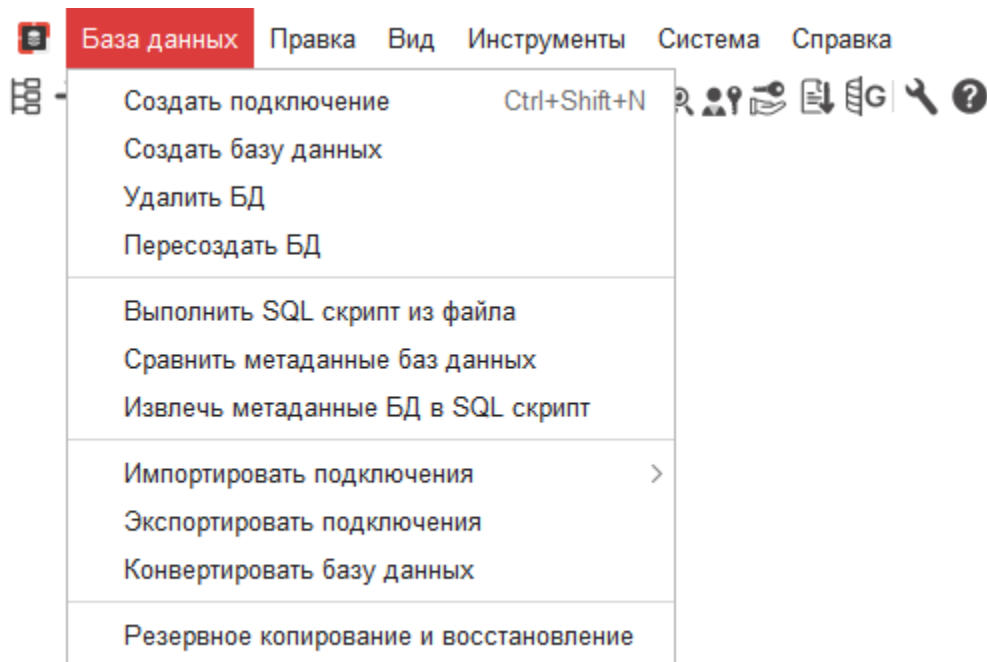 База данных Правка Вид Инструменты Система Справка
Создать подключение Ctrl+Shift+N
G
Создать базу данных
Удалить БД
Пересоздать БД
Выполнить SQL скрипт из файла
Сравнить метаданные баз данных
Извлечь метаданные БД в SQL скрипт
Импортировать подключения
Экспортировать подключения
Конвертировать базу данных
Резервное копирование и восстановление